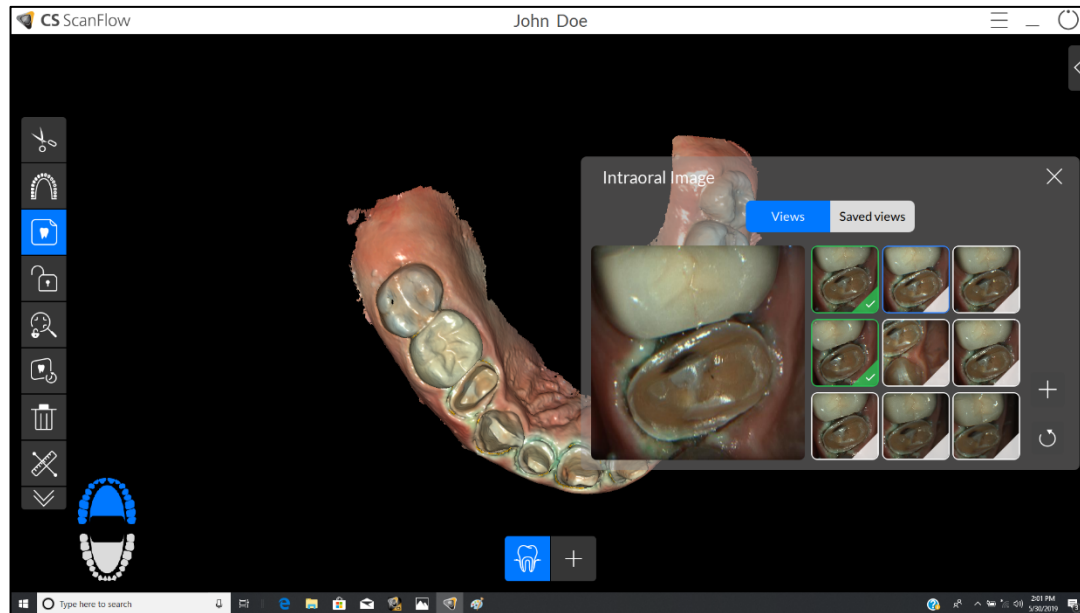 CS ScanFlow
John Doe
Intraoral Image
Views
Saved views
Type here to search
2:01 PM
5/30/2019